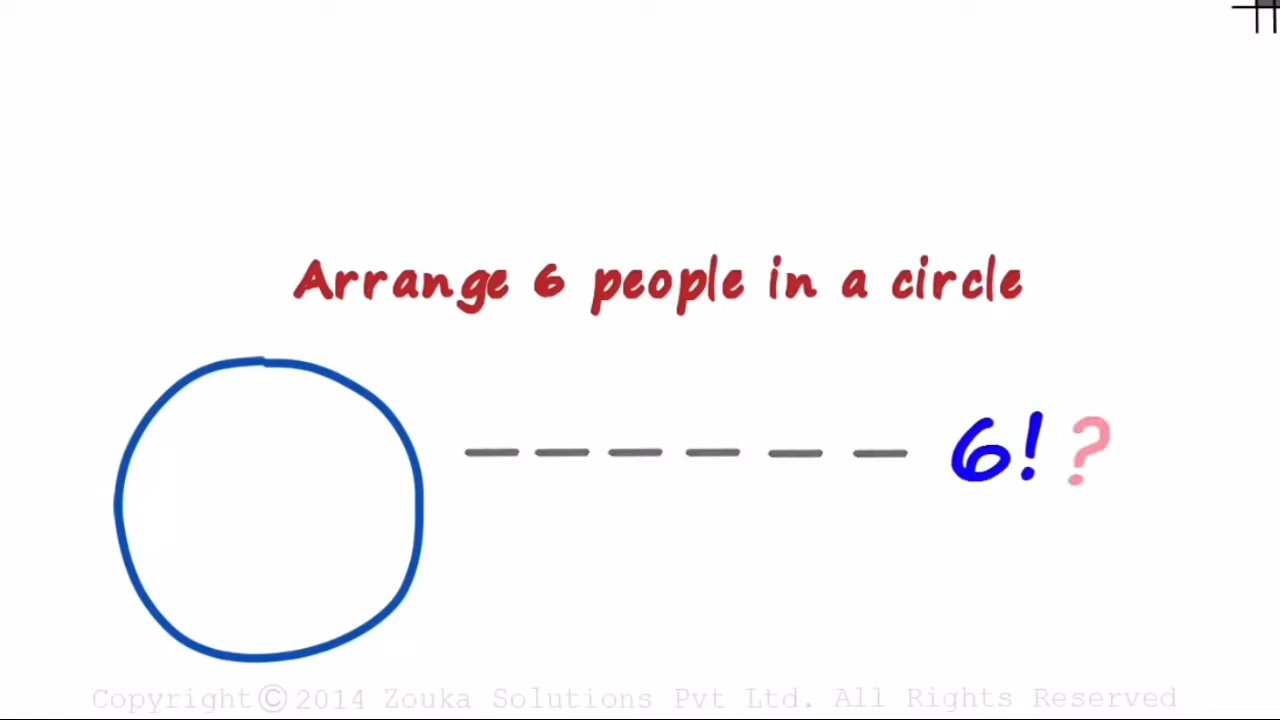 Arrange 6 people in a circle
6!?
Copyright©2014 Zouka Solutions Pvt Ltd. All Rights Reserved